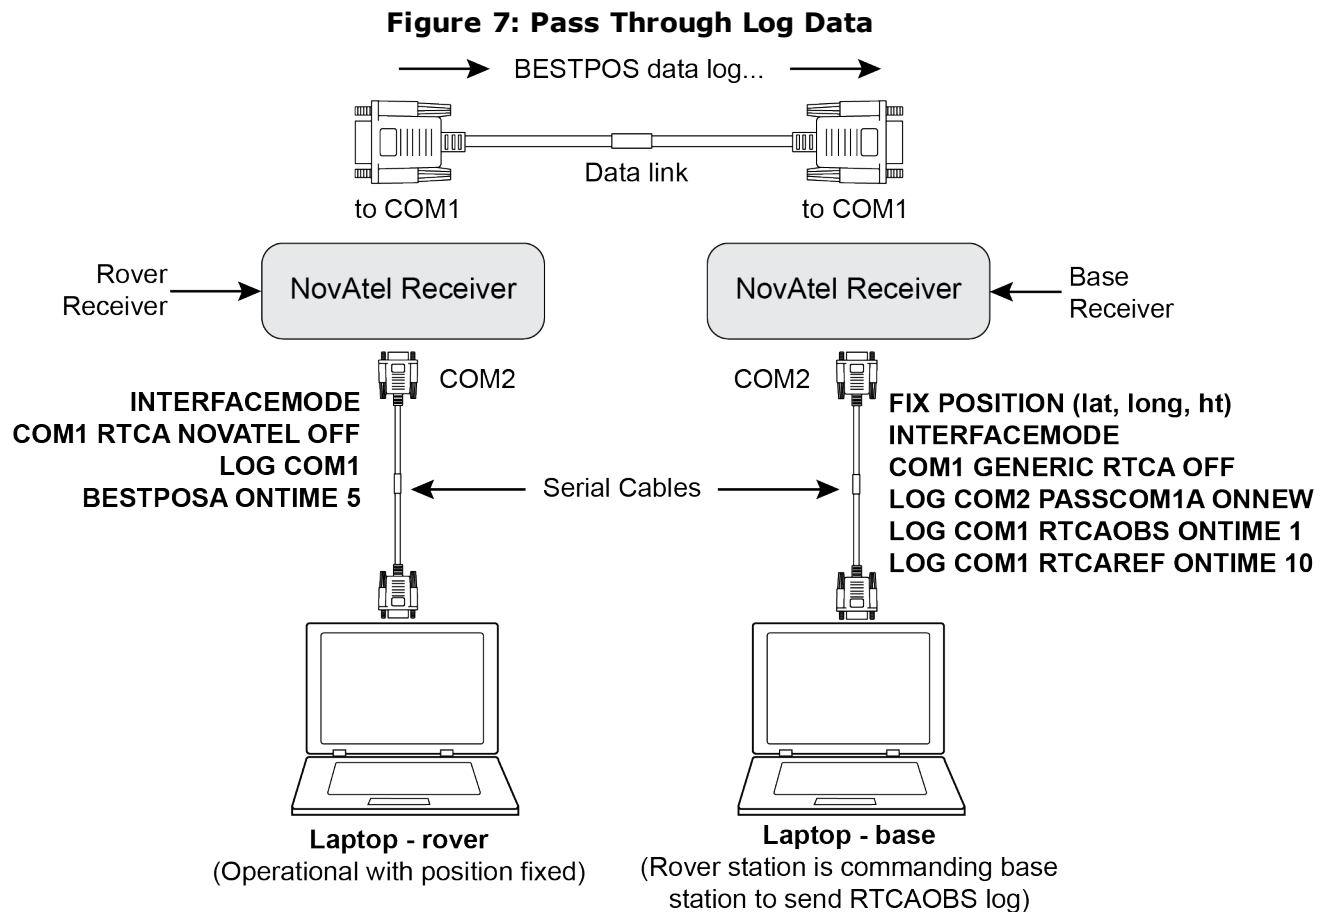 Figure 7: Pass Through Log Data
BESTPOS data log...
Data link
to COM1
to COM1
Rover
Receiver
NovAtel Receiver
NovAtel Receiver
Base
Receiver
COM2
COM2
INTERFACEMODE
COM1 RTCA NOVATEL OFF
LOG COM1
BESTPOSA ONTIME 5
Serial Cables
FIX POSITION (lat, long, ht)
INTERFACEMODE
COM1 GENERIC RTCA OFF
LOG COM2 PASSCOM1A ONNEW
LOG COM1 RTCAOBS ONTIME 1
LOG COM1 RTCAREF ONTIME 10
Laptop - rover
(Operational with position fixed)
Laptop - base
(Rover station is commanding base
station to send RTCAOBS log)